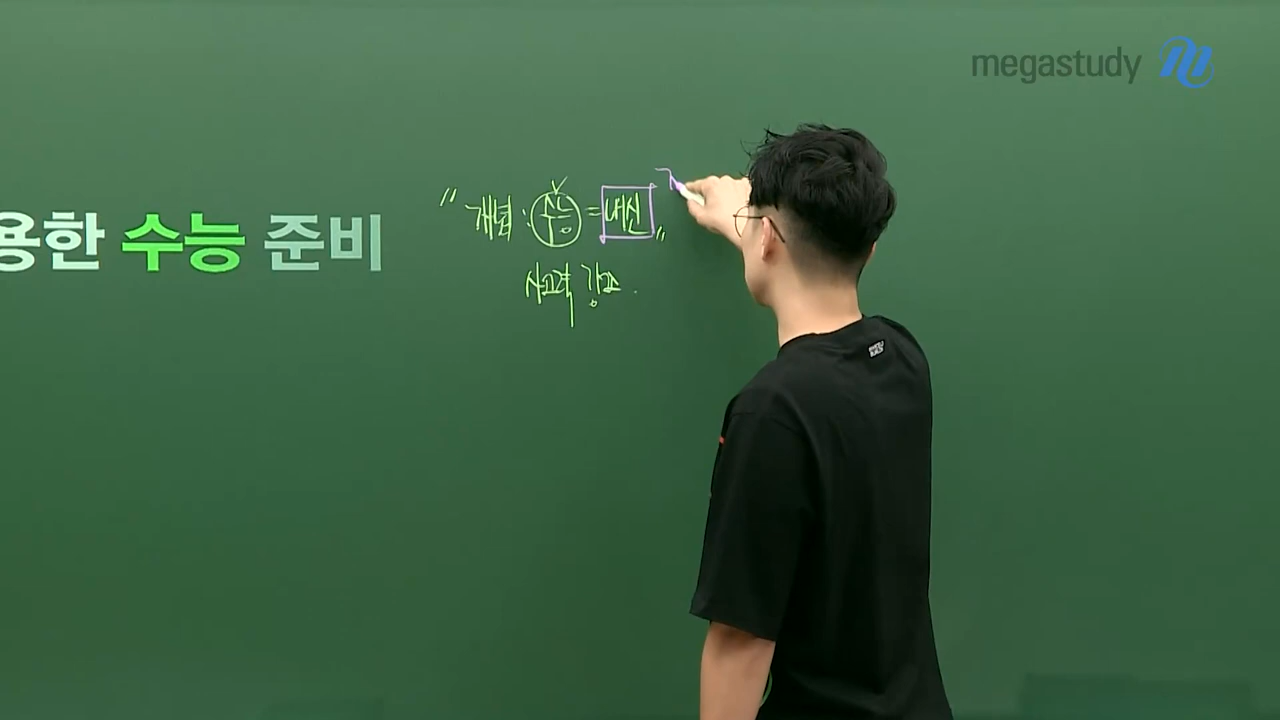 megastudy
용한 수능 준비
"개념 : 수능 = 내신"
사고력 강조.